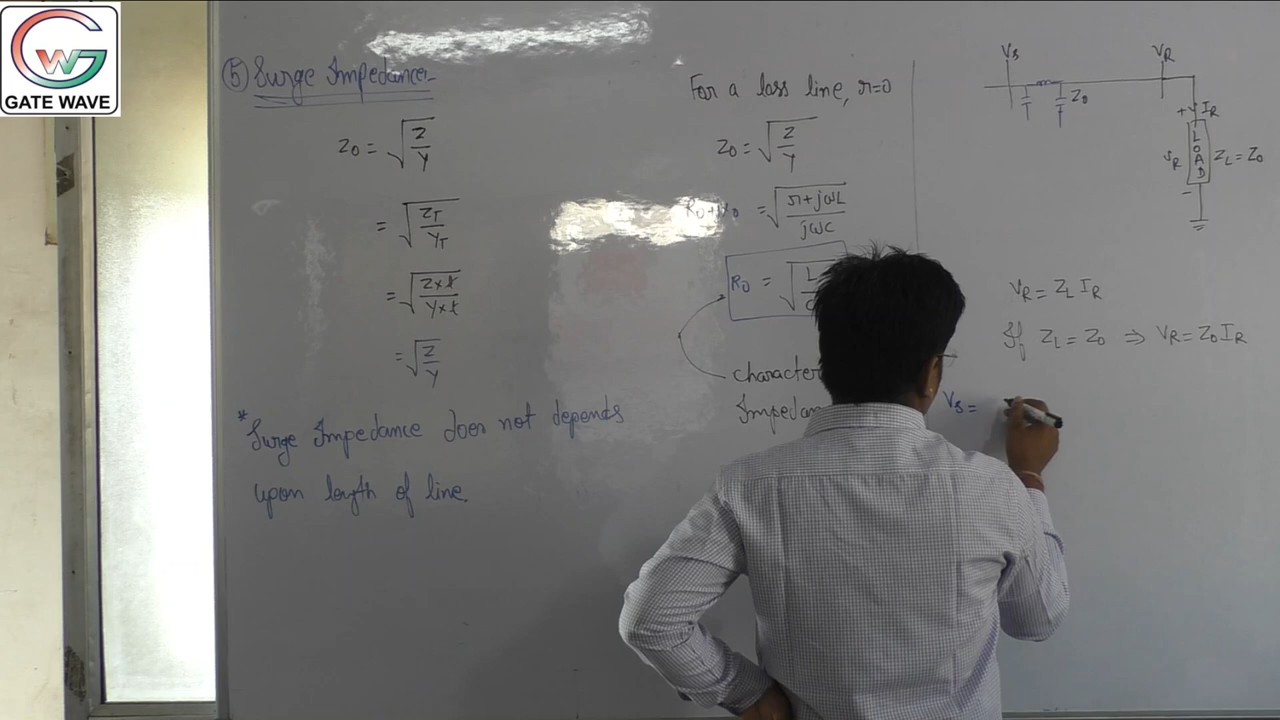 GATE WAVE
⑤ Surge Impedance:-
Z0 = √(Z/Y)
= √(ZT/YT)
= √(Z×l/Y×l)
= √(Z/Y)
* Surge Impedance does not depends
upon length of line.
For a loss line, r=0
Z0 = √(Z/Y)
= √(r+jωL/jωc)
R0 = √(L
character
Impedan
VS
VR
Z0
+ IR
VR
LOAD
ZL = Z0
-
VR = ZL IR
If ZL = Z0 ⇒ VR = Z0 IR
VS =